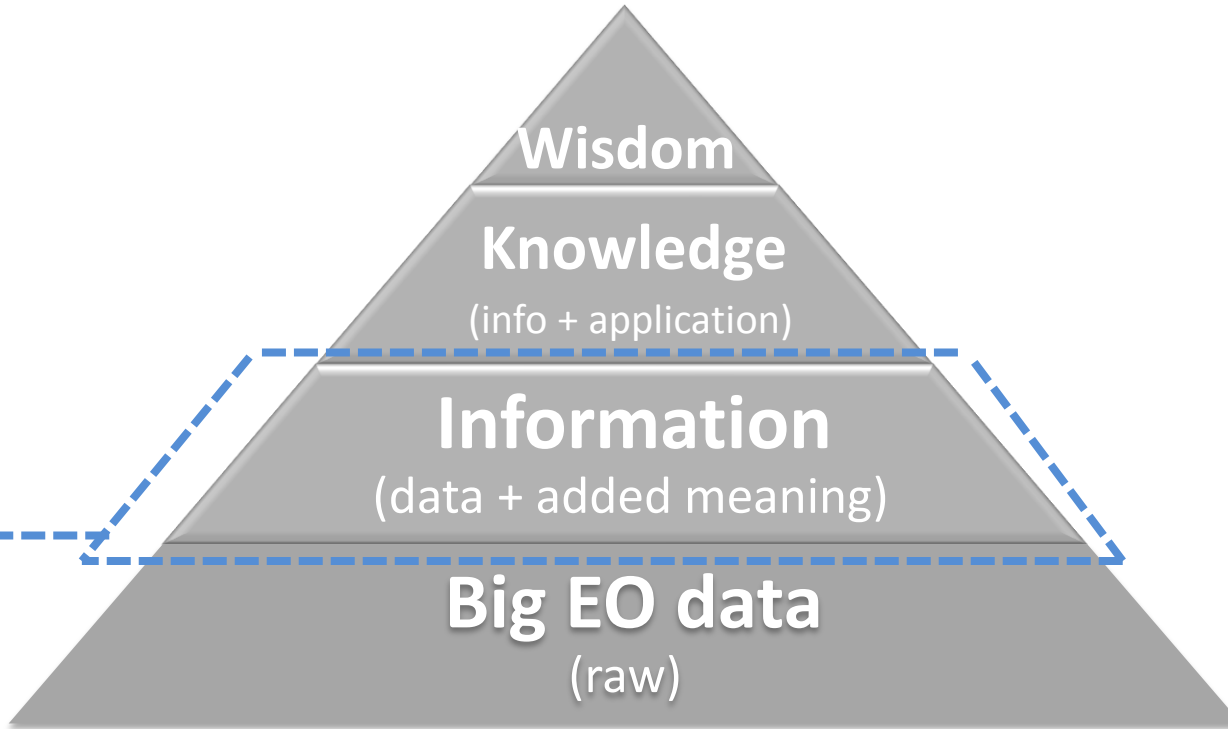 Wisdom
Knowledge
(info + application)
Information
(data + added meaning)
Big EO data
(raw)